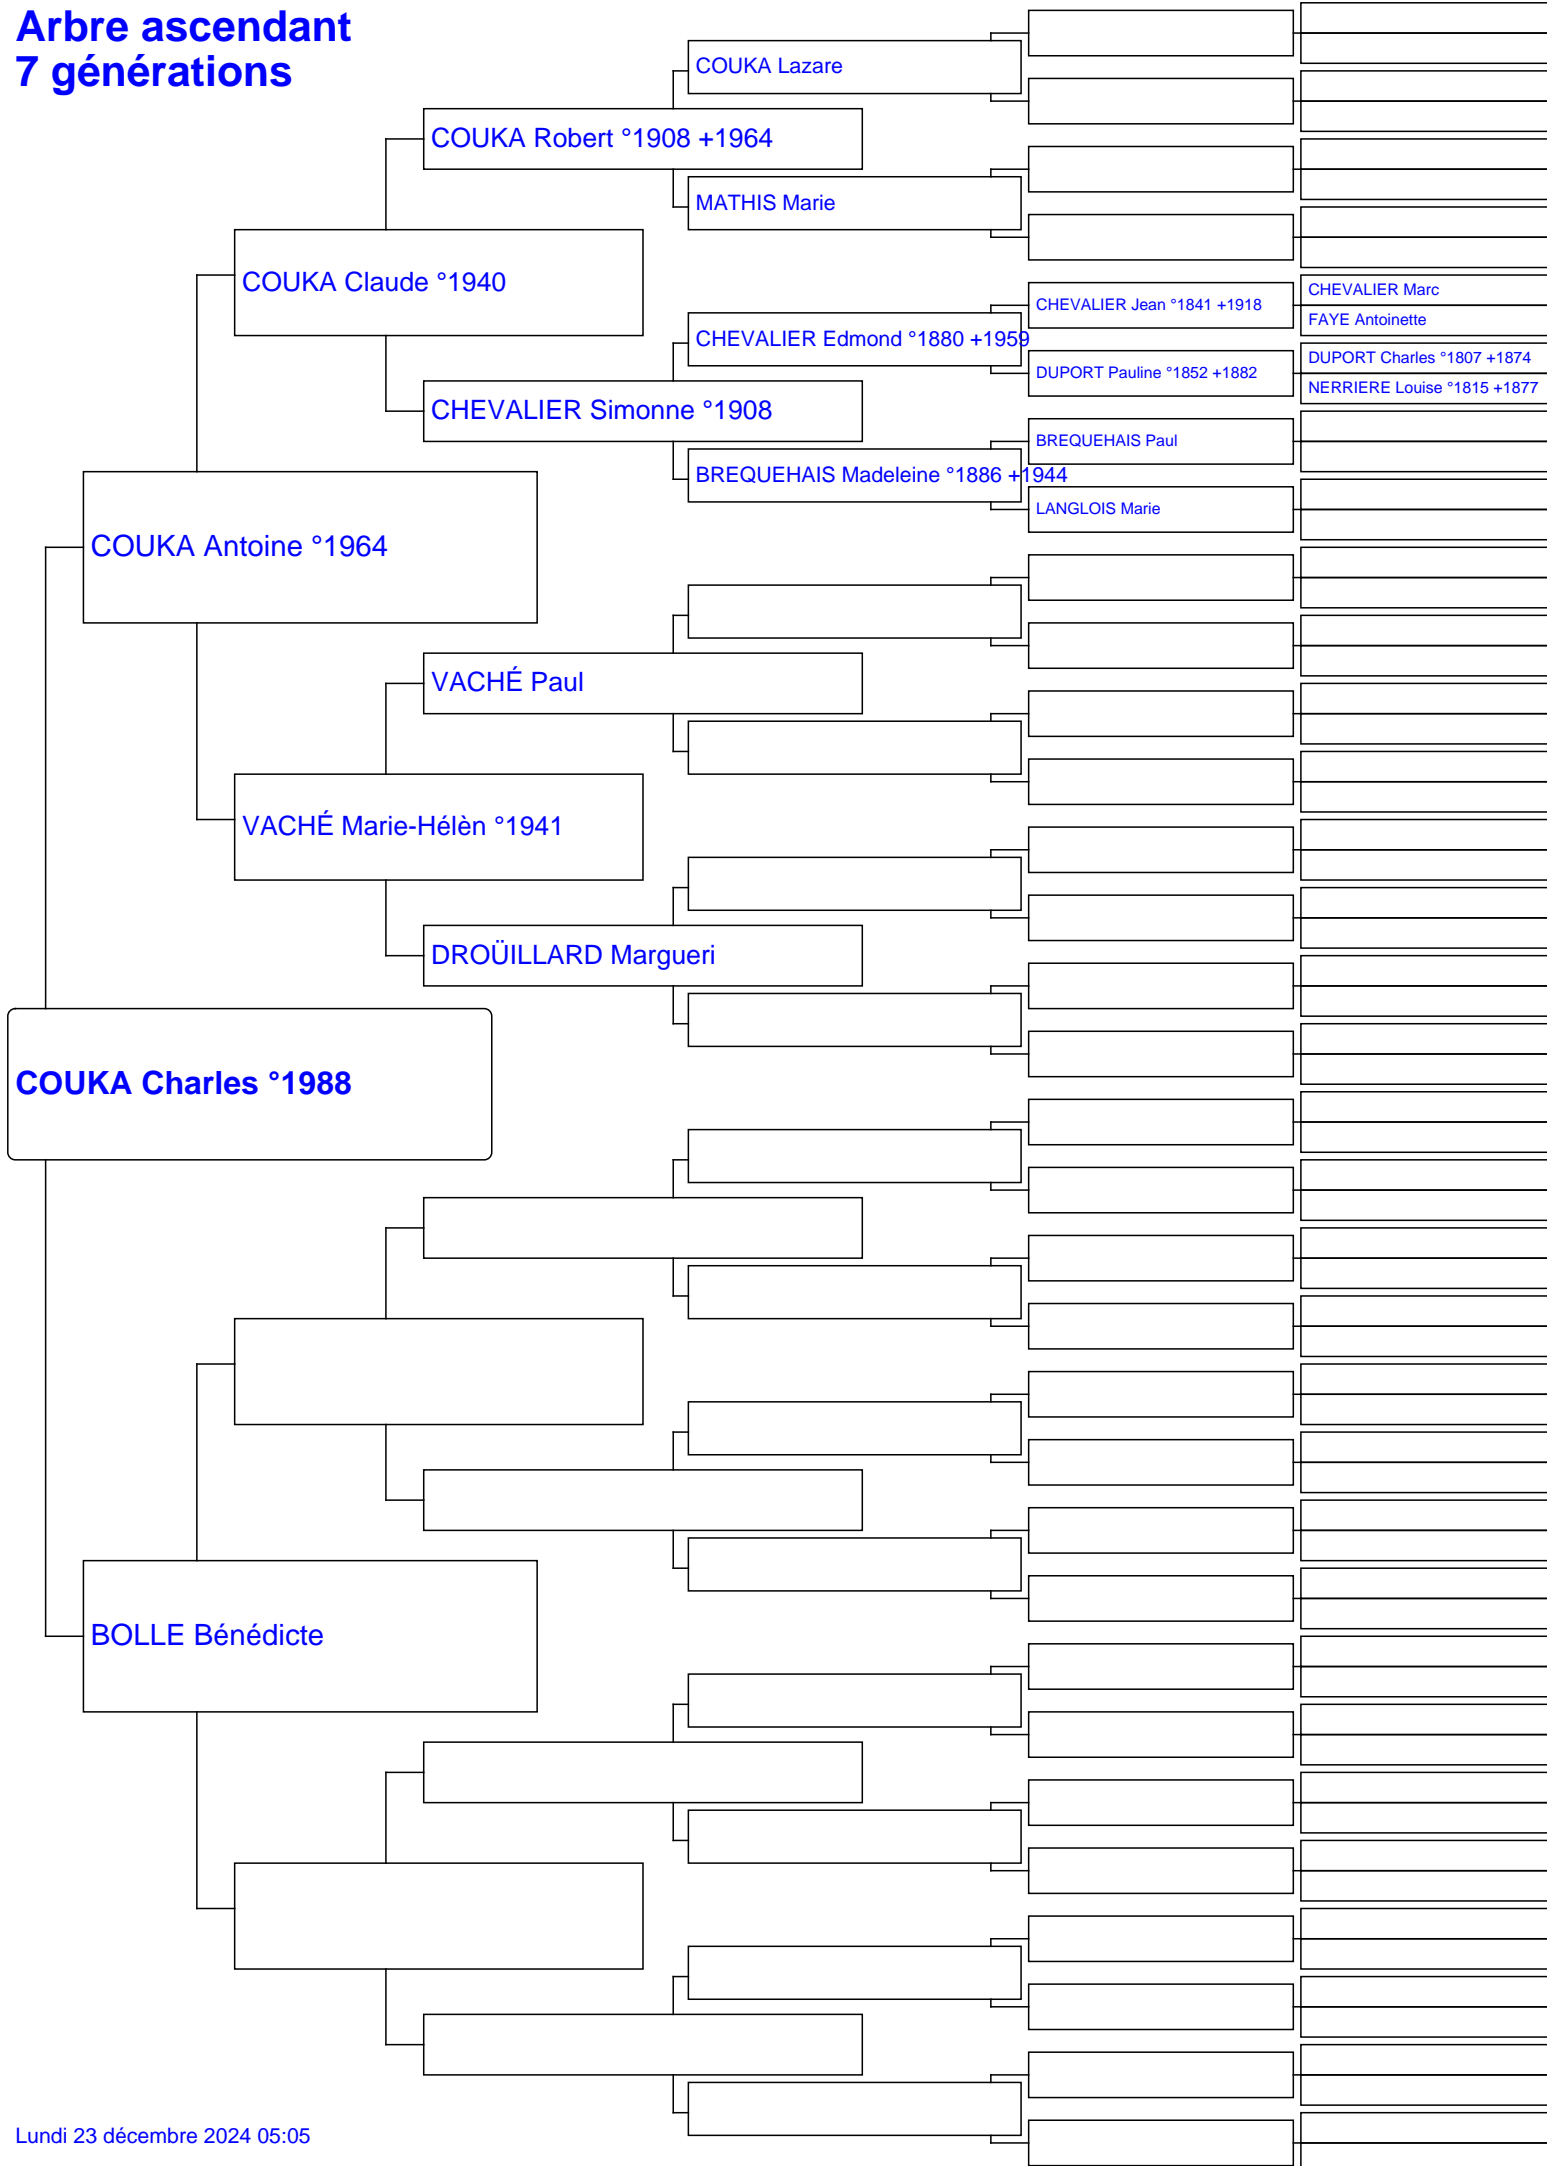 Arbre ascendant
7 générations
COUKA Lazare
COUKA Robert °1908 +1964
MATHIS Marie
COUKA Claude °1940
CHEVALIER Marc
CHEVALIER Jean °1841 +1918
FAYE Antoinette
CHEVALIER Edmond °1880 +1959
DUPORT Charles °1807 +1874
DUPORT Pauline °1852 +1882
NERRIERE Louise °1815 +1877
CHEVALIER Simonne °1908
BREQUEHAIS Paul
BREQUEHAIS Madeleine °1886 +1944
LANGLOIS Marie
COUKA Antoine °1964
VACHÉ Paul
VACHÉ Marie-Hélèn °1941
DROÜILLARD Margueri
COUKA Charles °1988
BOLLE Bénédicte
Lundi 23 décembre 2024 05:05